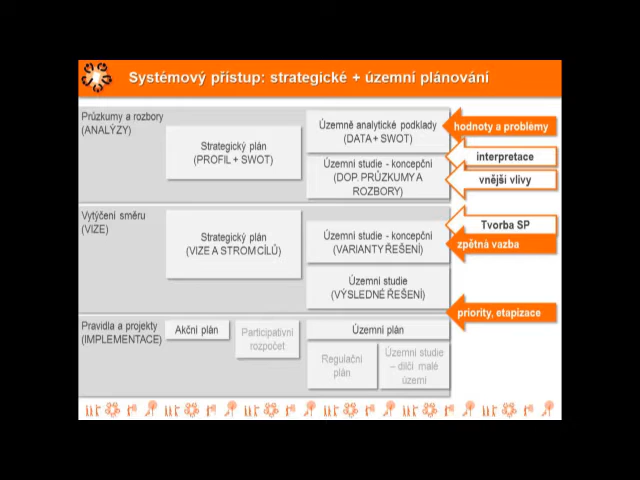 Systémový přístup: strategické + územní plánování
Průzkumy a rozbory
(ANALÝZY)
Strategický plán
(PROFIL + SWOT)
Územně analytické podklady
(DATA + SWOT)
Územní studie - koncepční
(DOP. PRŮZKUMY A
ROZBORY)
hodnoty a problémy
interpretace
vnější vlivy
Vytýčení směru
(VIZE)
Strategický plán
(VIZE A STROM CÍLŮ)
Územní studie - koncepční
(VARIANTY ŘEŠENÍ)
Územní studie
(VÝSLEDNÉ ŘEŠENÍ)
Tvorba SP
zpětná vazba
priority, etapizace
Pravidla a projekty
(IMPLEMENTACE)
Akční plán
Participativní
rozpočet
Územní plán
Regulační
plán
Územní studie
– dílčí malé
území